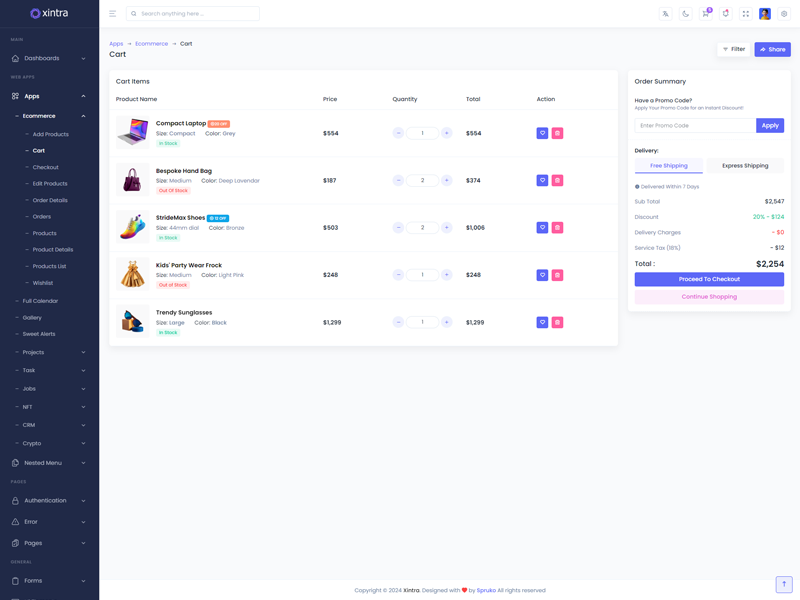 xintra
Search anything here ...
5
MAIN
Dashboards
WEB APPS
Apps
Ecommerce
Add Products
Cart
Checkout
Edit Products
Order Details
Orders
Products
Product Details
Products List
Wishlist
Full Calendar
Gallery
Sweet Alerts
Projects
Task
Jobs
NFT
CRM
Crypto
Nested Menu
PAGES
Authentication
Error
Pages
GENERAL
Forms
Apps → Ecommerce → Cart
Cart
Filter
Share
Cart Items
Product Name Price Quantity Total Action
Compact Laptop
Size: Compact Color: Grey
In Stock
$554 − 1 + $554
Bespoke Hand Bag
Size: Medium Color: Deep Lavendar
Out Of Stock
$187 − 2 + $374
StrideMax Shoes
Size: 44mm dial Color: Bronze
In Stock
$503 − 2 + $1,006
Kids' Party Wear Frock
Size: Medium Color: Light Pink
Out of Stock
$248 − 1 + $248
Trendy Sunglasses
Size: Large Color: Black
In Stock
$1,299 − 1 + $1,299
Order Summary
Have a Promo Code?
Apply Your Promo Code for an Instant Discount!
Enter Promo Code Apply
Delivery:
Free Shipping Express Shipping
Delivered Within 7 Days
Sub Total $2,547
Discount 20% - $124
Delivery Charges - $0
Service Tax (18%) - $12
Total : $2,254
Proceed To Checkout
Continue Shopping
Copyright © 2024 Xintra. Designed with ❤ by Spruko All rights reserved